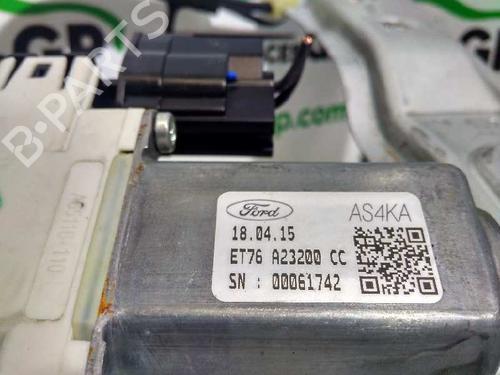 Ford AS4KA
18.04.15
ET76 A23200 CC
SN : 00061742
B-PARTS